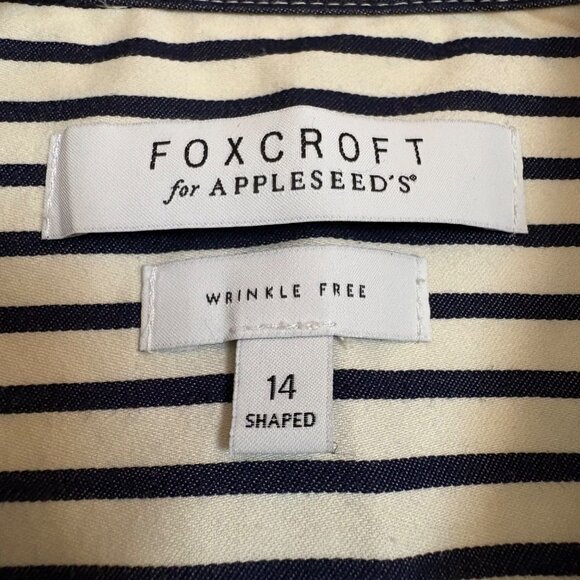 FOXCROFT
for APPLESEED'S®
WRINKLE FREE
14
SHAPED